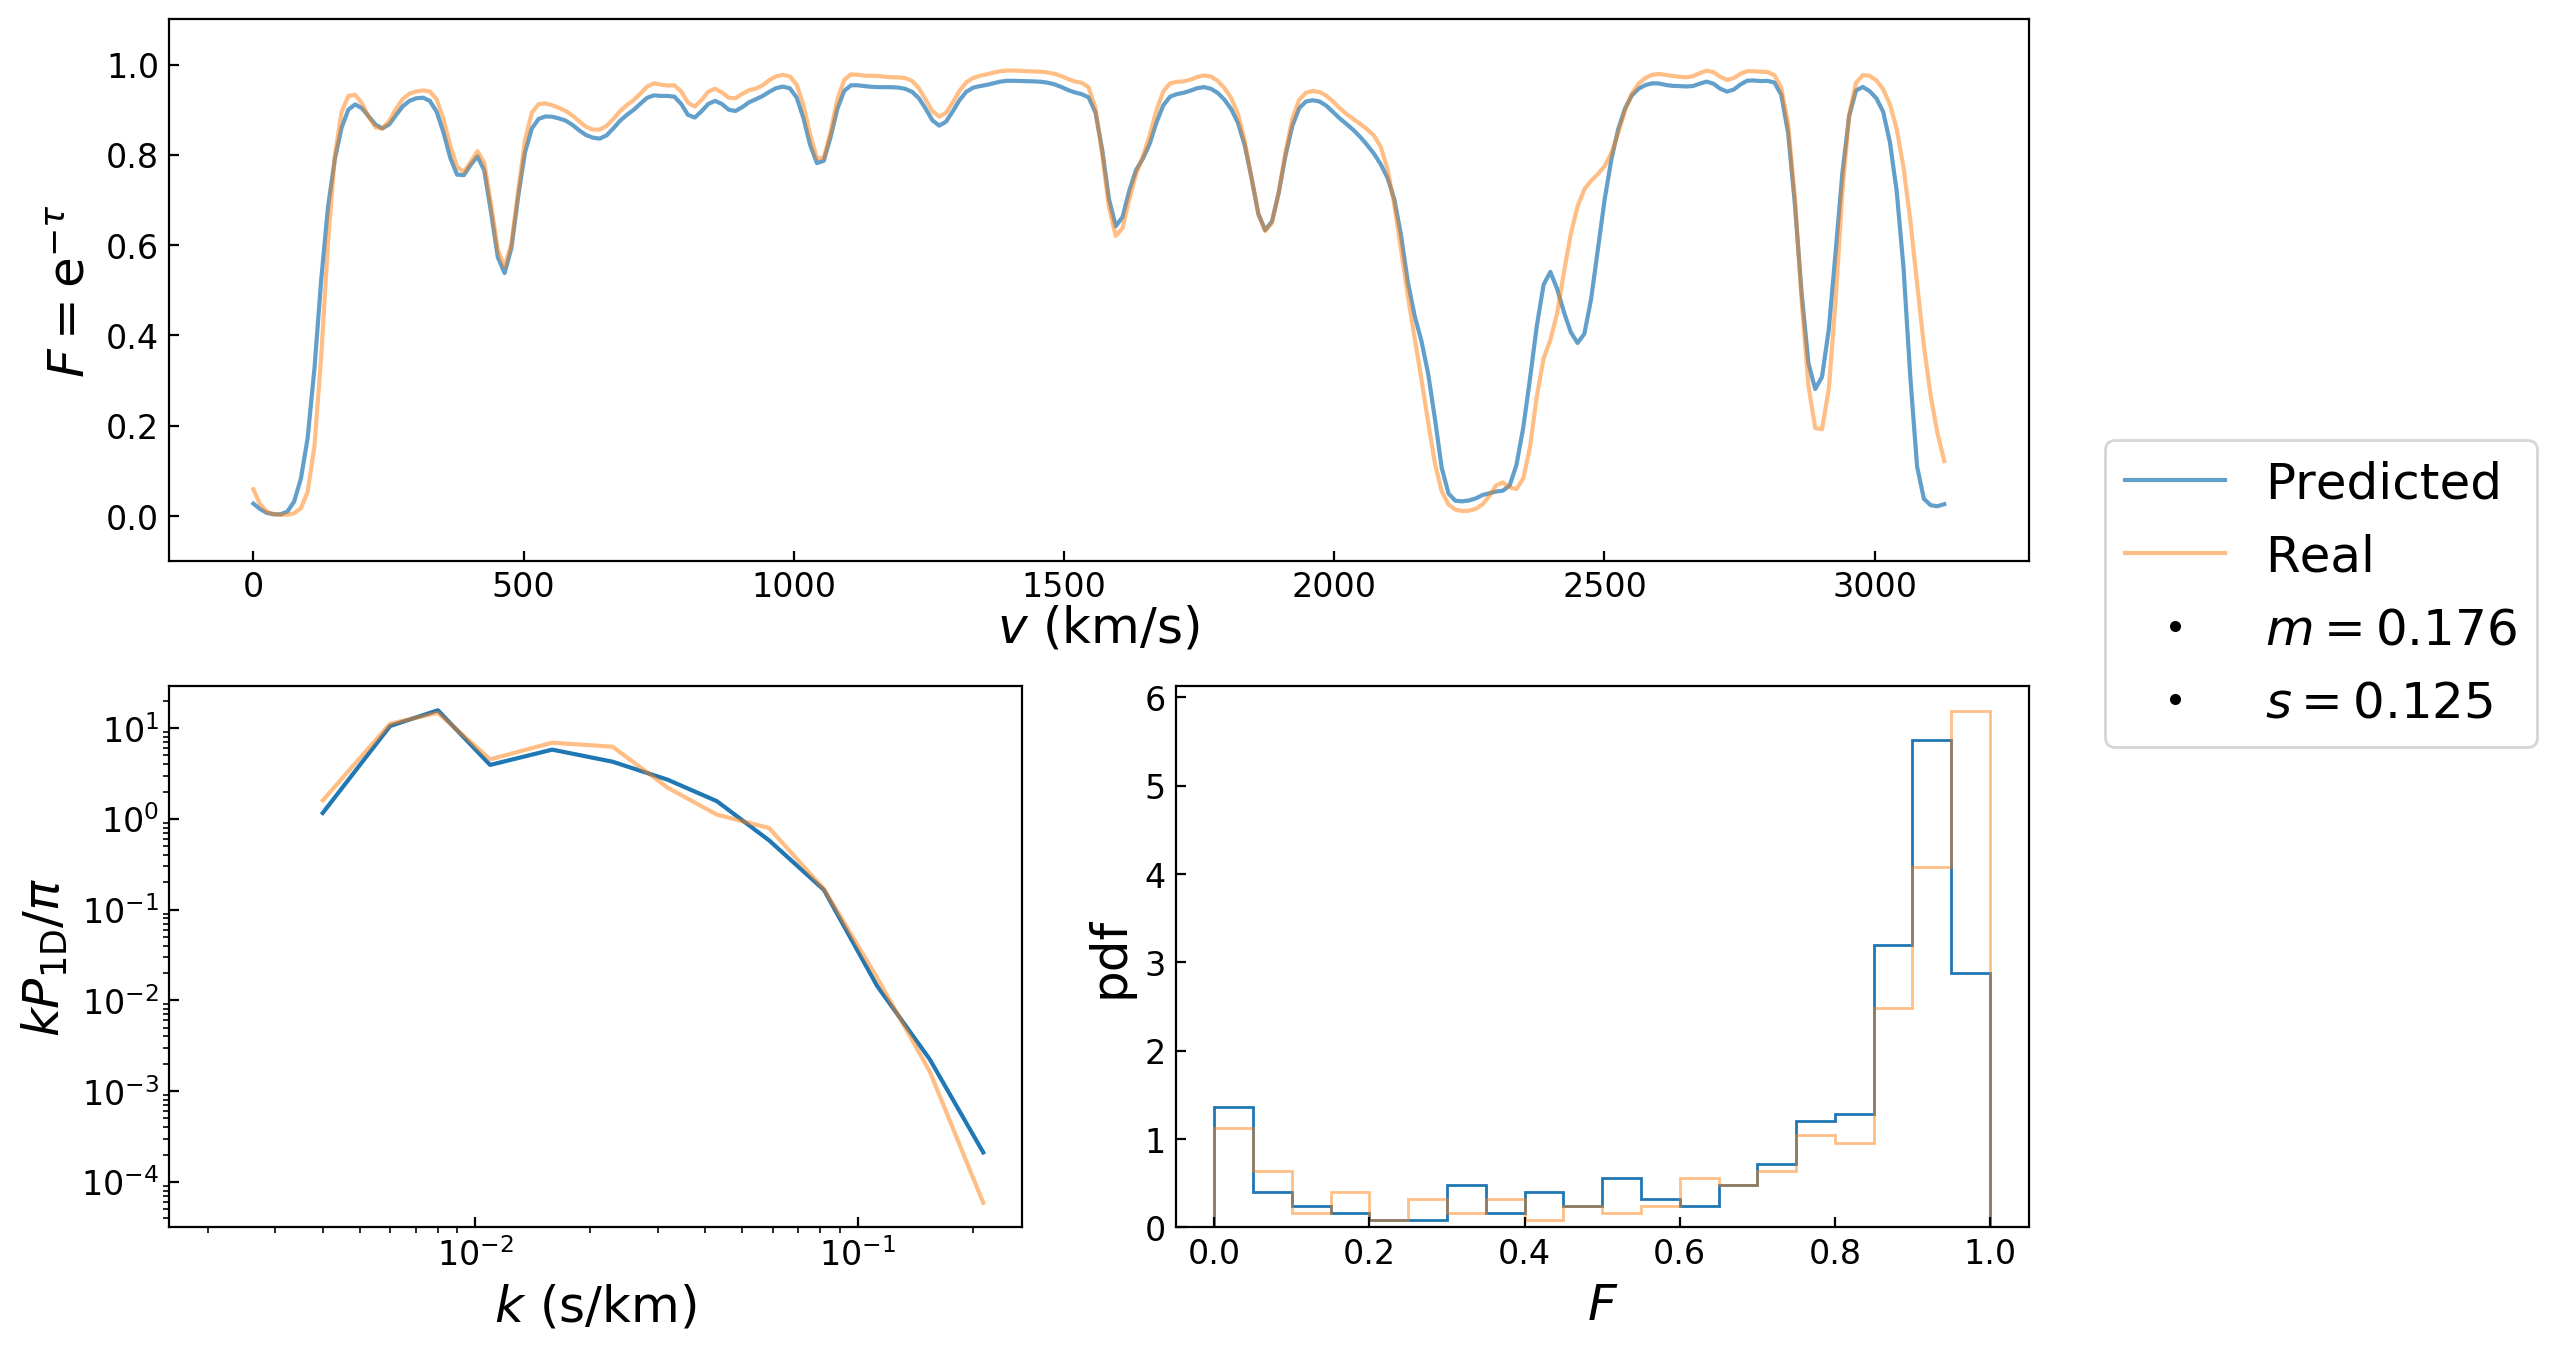 1.0
0.8
0.6
0.4
0.2
0.0
F = e^{-τ}
0 500 1000 1500 2000 2500 3000
v (km/s)
Predicted
Real
m = 0.176
s = 0.125
10^1
10^0
10^{-1}
10^{-2}
10^{-3}
10^{-4}
kP_{1D}/π
10^{-2} 10^{-1}
k (s/km)
6
5
4
3
2
1
0
pdf
0.0 0.2 0.4 0.6 0.8 1.0
F